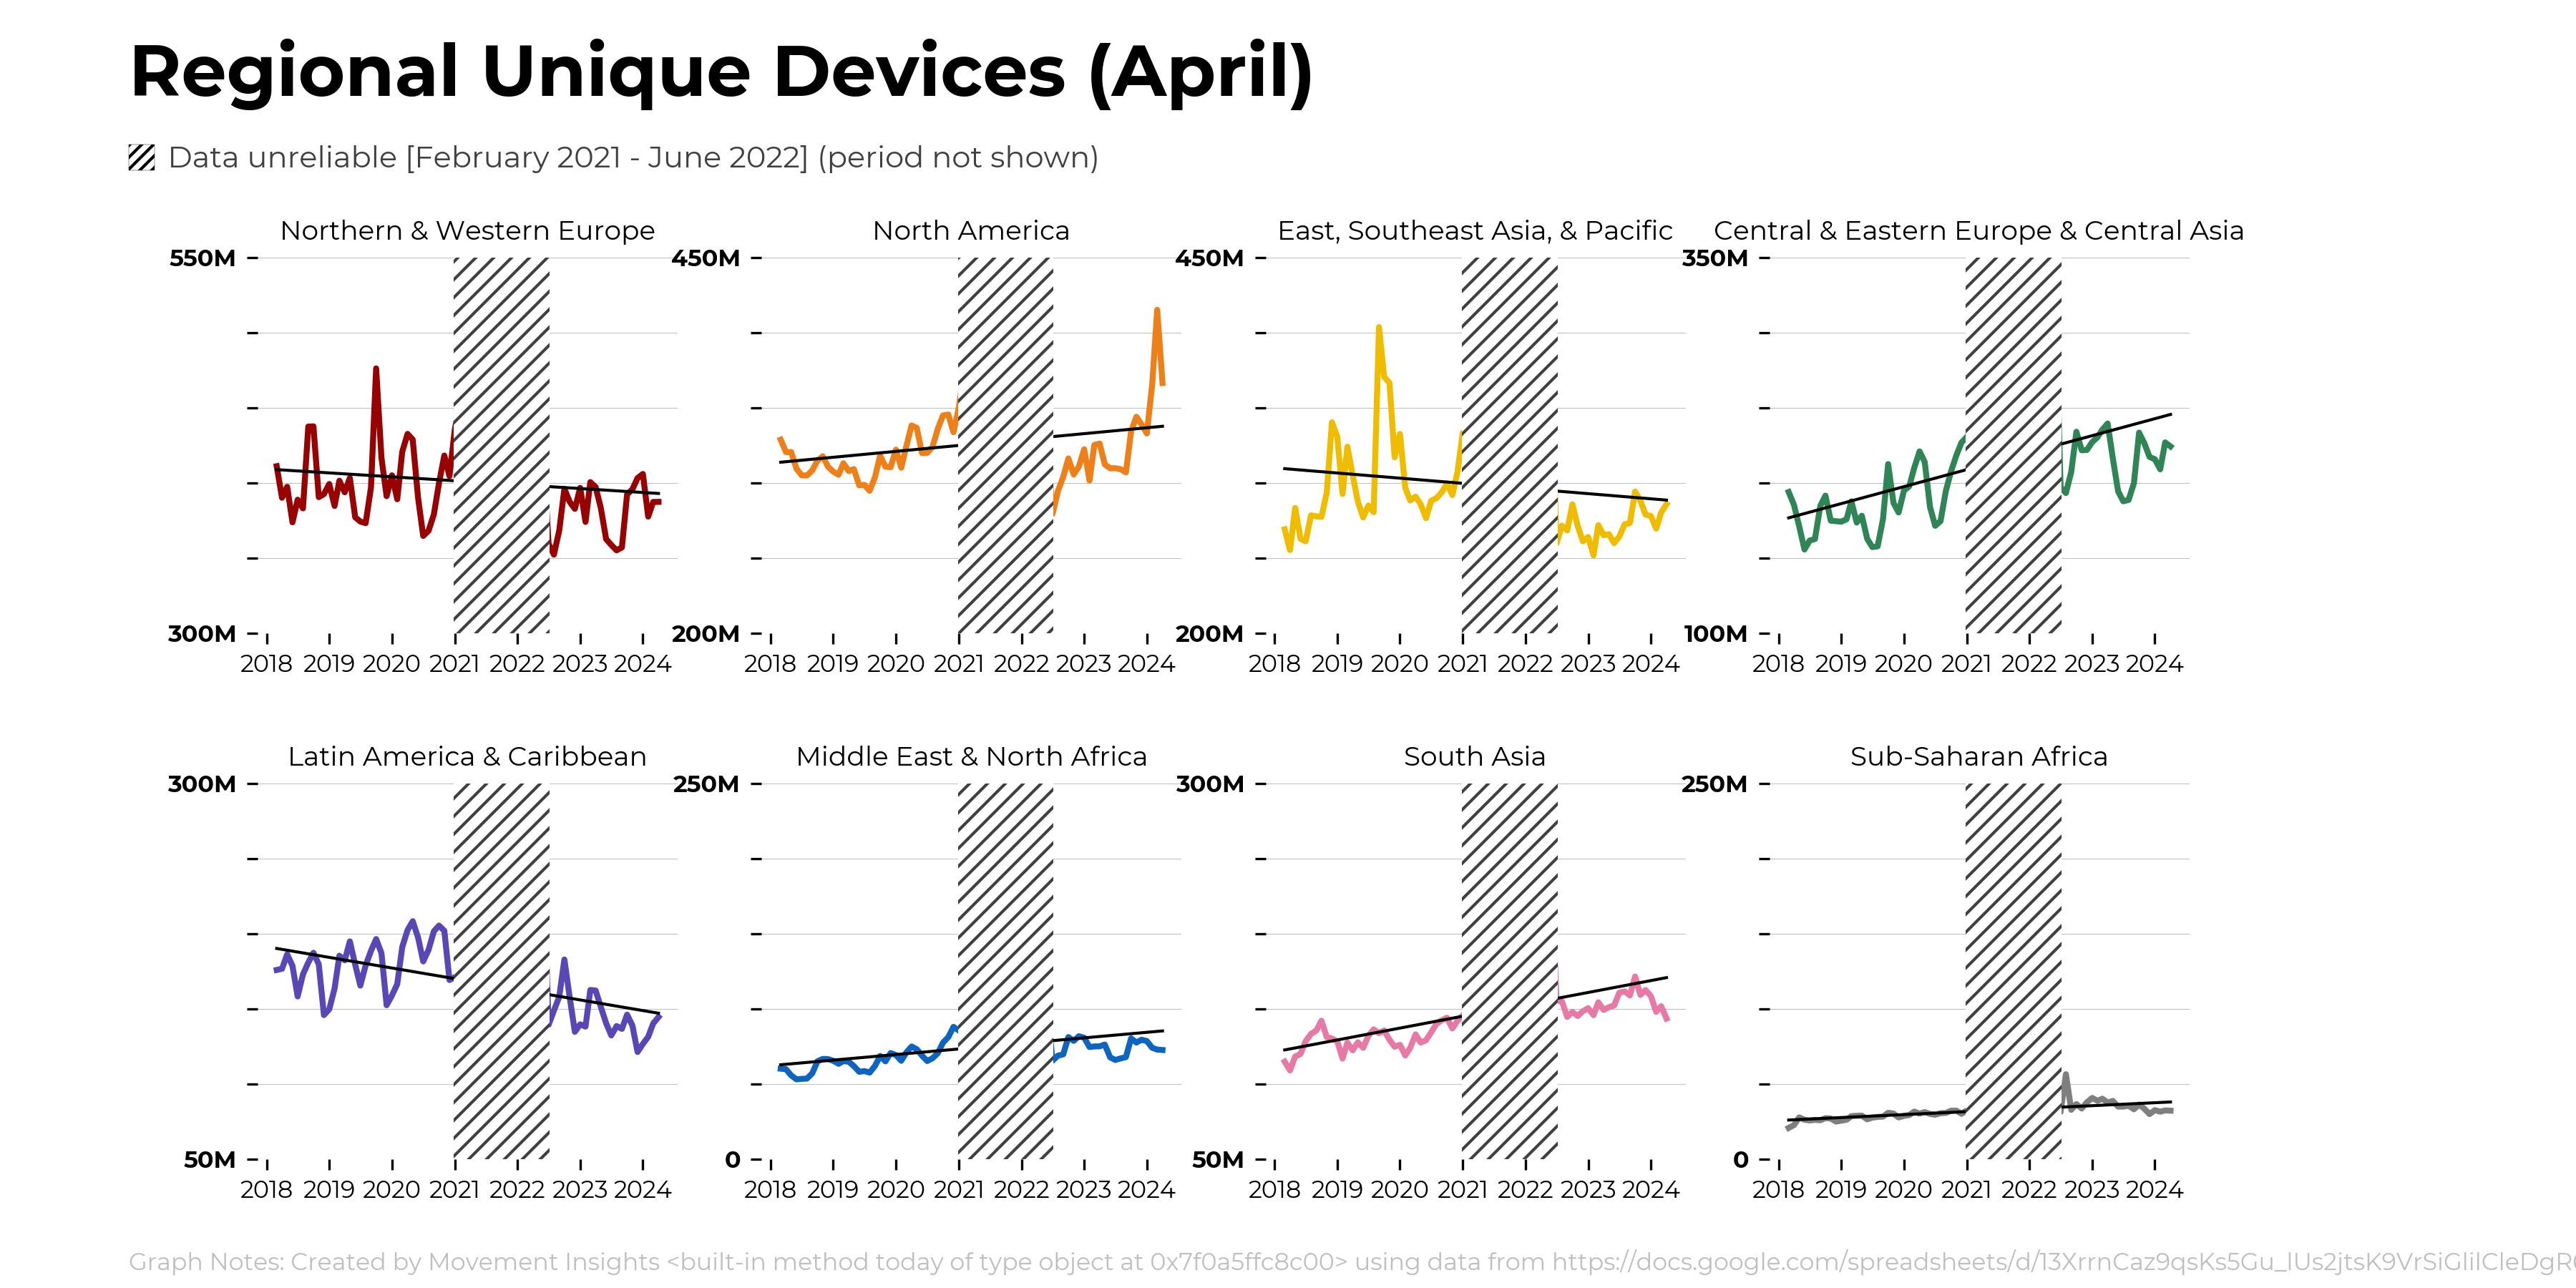 Regional Unique Devices (April)
Data unreliable [February 2021 - June 2022] (period not shown)
Northern & Western Europe
550M
300M
2018 2019 2020 2021 2022 2023 2024
North America
450M
200M
2018 2019 2020 2021 2022 2023 2024
East, Southeast Asia, & Pacific
450M
200M
2018 2019 2020 2021 2022 2023 2024
Central & Eastern Europe & Central Asia
350M
100M
2018 2019 2020 2021 2022 2023 2024
Latin America & Caribbean
300M
50M
2018 2019 2020 2021 2022 2023 2024
Middle East & North Africa
250M
0
2018 2019 2020 2021 2022 2023 2024
South Asia
300M
50M
2018 2019 2020 2021 2022 2023 2024
Sub-Saharan Africa
250M
0
2018 2019 2020 2021 2022 2023 2024
Graph Notes: Created by Movement Insights <built-in method today of type object at 0x7f0a5ffc8c00> using data from